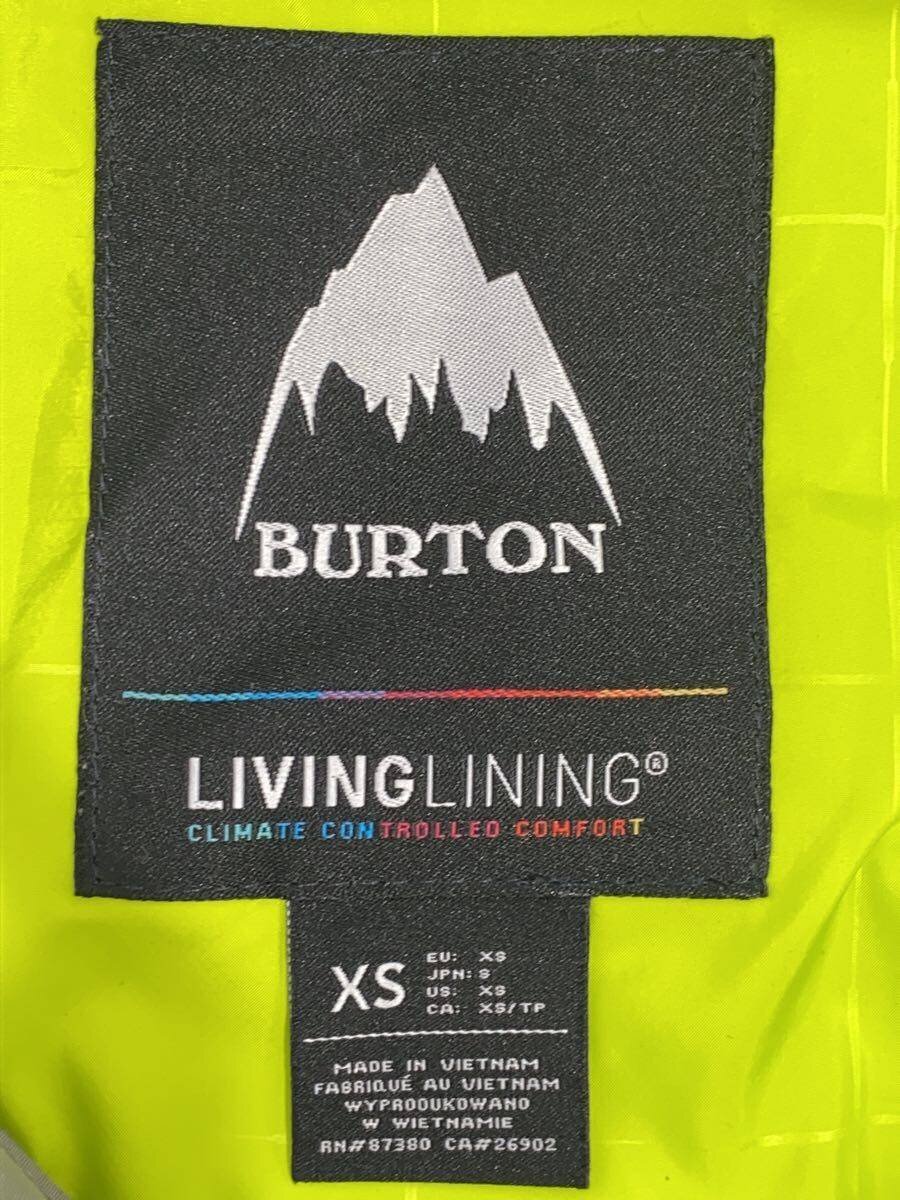 BURTON
LIVINGLINING®
CLIMATE CONTROLLED COMFORT
XS
EU: XS
JPN: S
US: XS
CA: XS/TP
MADE IN VIETNAM
FABRIQUÉ AU VIETNAM
WYPRODUKOWANO
W WIETNAMIE
RN#87380 CA#26902